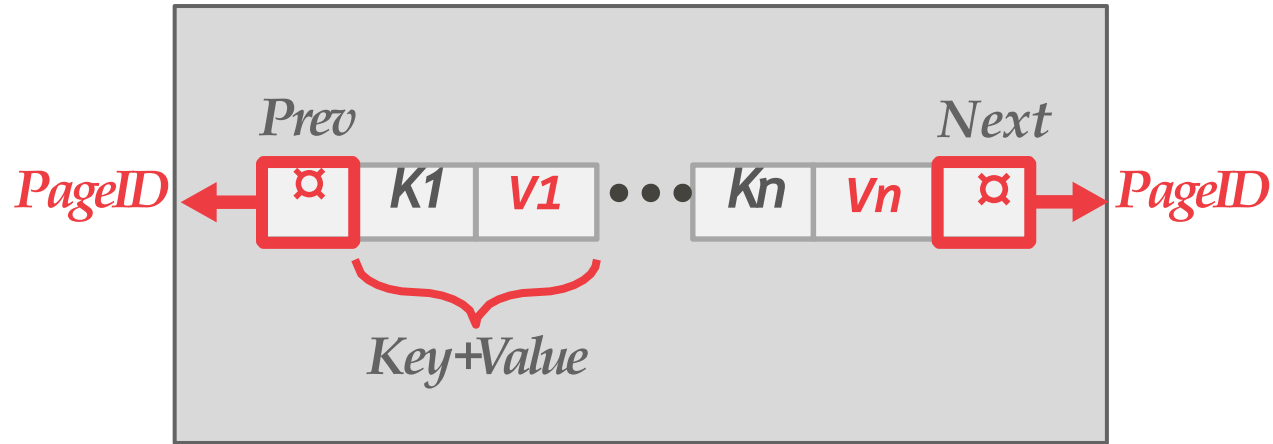 Prev Next
PageID ¤ K1 V1 ••• Kn Vn ¤ PageID
Key+Value